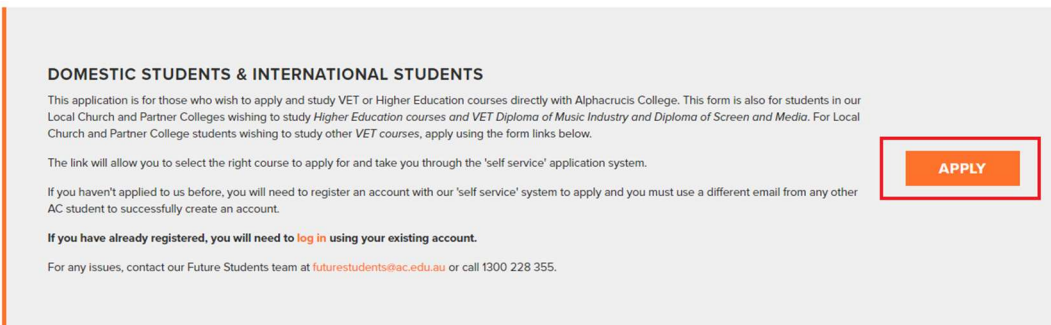 DOMESTIC STUDENTS & INTERNATIONAL STUDENTS
This application is for those who wish to apply and study VET or Higher Education courses directly with Alphacrucis College. This form is also for students in our
Local Church and Partner Colleges wishing to study Higher Education courses and VET Diploma of Music Industry and Diploma of Screen and Media. For Local
Church and Partner College students wishing to study other VET courses, apply using the form links below.
The link will allow you to select the right course to apply for and take you through the 'self service' application system.
If you haven't applied to us before, you will need to register an account with our 'self service' system to apply and you must use a different email from any other
AC student to successfully create an account.
If you have already registered, you will need to log in using your existing account.
For any issues, contact our Future Students team at futurestudents@ac.edu.au or call 1300 228 355.
APPLY